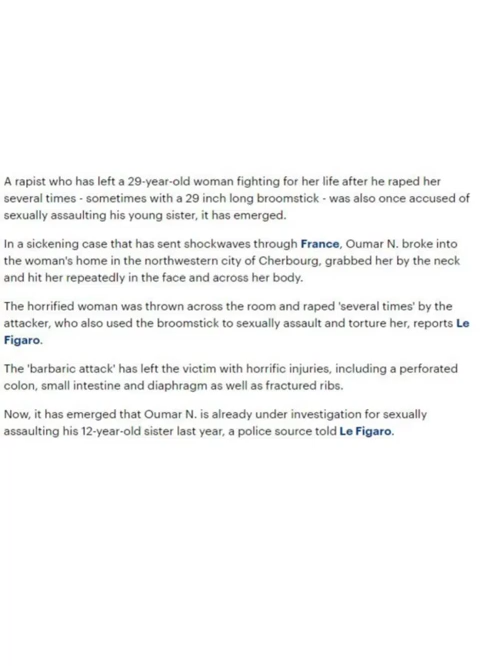 A rapist who has left a 29-year-old woman fighting for her life after he raped her
several times - sometimes with a 29 inch long broomstick - was also once accused of
sexually assaulting his young sister, it has emerged.
In a sickening case that has sent shockwaves through France, Oumar N. broke into
the woman's home in the northwestern city of Cherbourg, grabbed her by the neck
and hit her repeatedly in the face and across her body.
The horrified woman was thrown across the room and raped 'several times' by the
attacker, who also used the broomstick to sexually assault and torture her, reports Le
Figaro.
The 'barbaric attack' has left the victim with horrific injuries, including a perforated
colon, small intestine and diaphragm as well as fractured ribs.
Now, it has emerged that Oumar N. is already under investigation for sexually
assaulting his 12-year-old sister last year, a police source told Le Figaro.